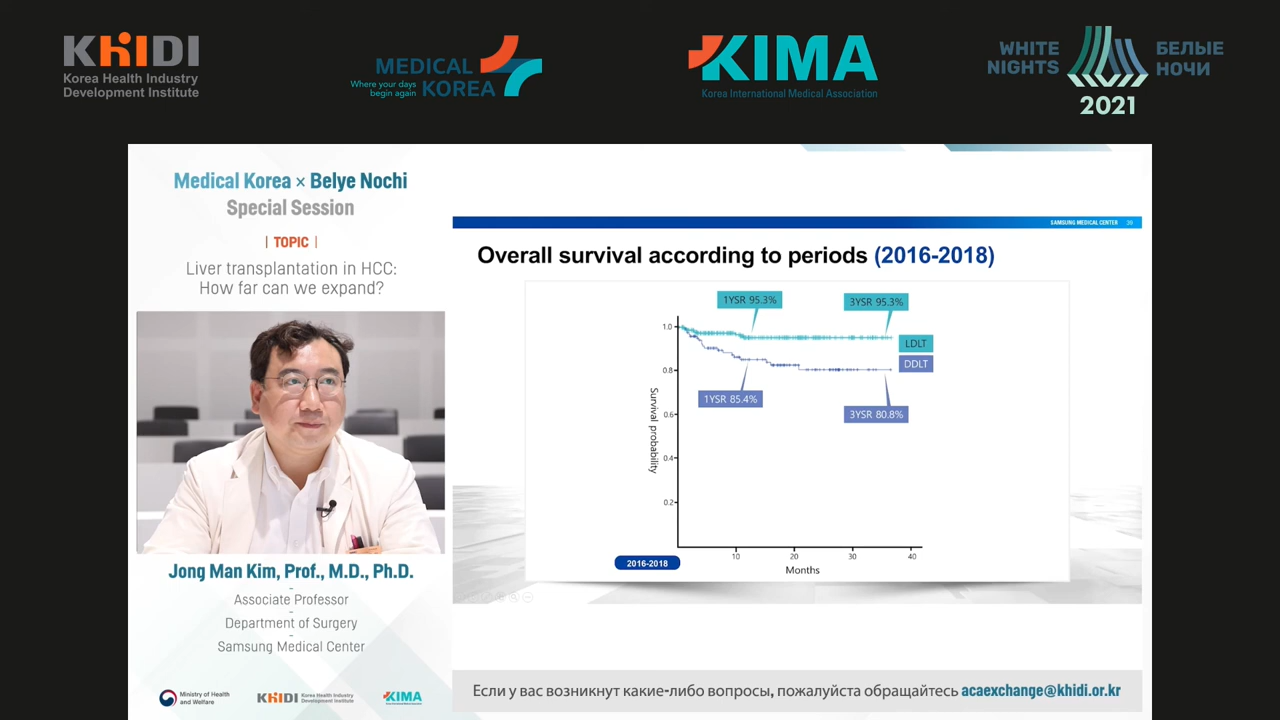 KHIDI
Korea Health Industry
Development Institute
MEDICAL
KOREA
Where your days
begin again
KIMA
Korea International Medical Association
WHITE
NIGHTS
БЕЛЫЕ
НОЧИ
2021
Medical Korea × Belye Nochi
Special Session
| TOPIC |
Liver transplantation in HCC:
How far can we expand?
Jong Man Kim, Prof., M.D., Ph.D.
Associate Professor
Department of Surgery
Samsung Medical Center
Ministry of Health
and Welfare
KHIDI
Korea Health Industry
Development Institute
KIMA
SAMSUNG MEDICAL CENTER 39
Overall survival according to periods (2016-2018)
1YSR 95.3%
3YSR 95.3%
LDLT
DDLT
1YSR 85.4%
3YSR 80.8%
Survival probability
1.0
0.8
0.6
0.4
0.2
10
20
30
40
Months
2016-2018
Если у вас возникнут какие-либо вопросы, пожалуйста обращайтесь acaexchange@khidi.or.kr